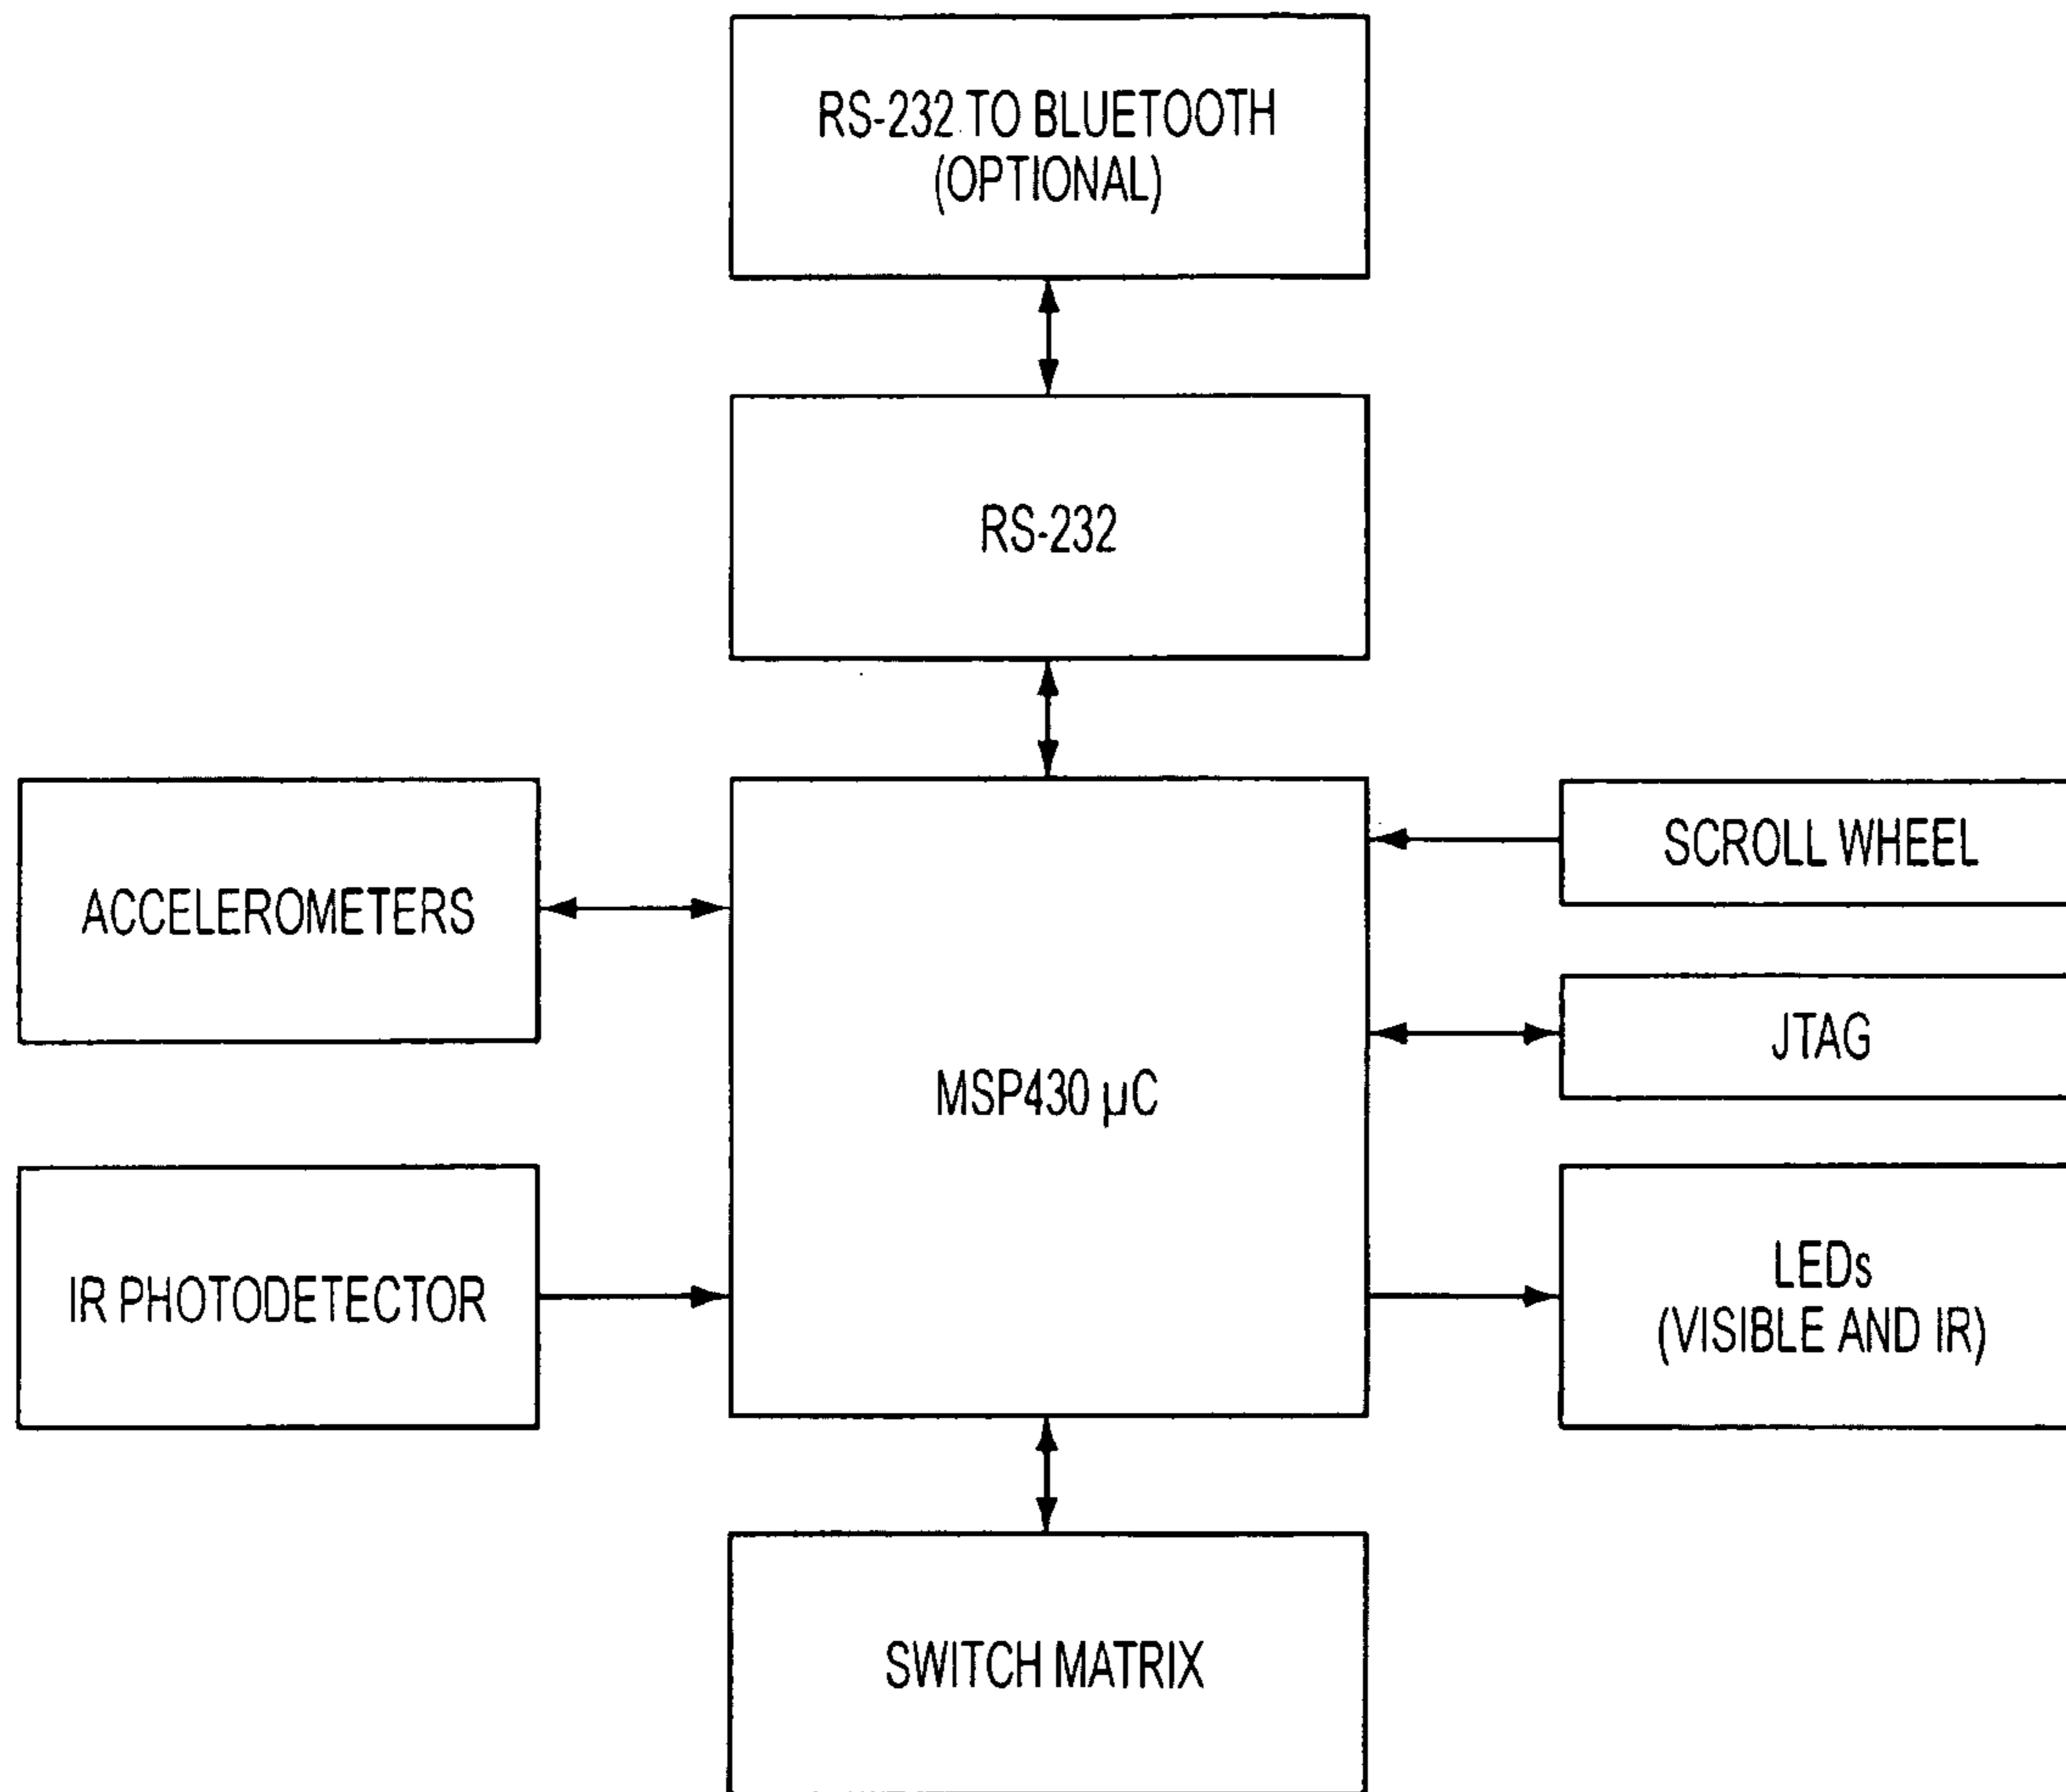 RS-232 TO BLUETOOTH
(OPTIONAL)
RS-232
ACCELEROMETERS
SCROLL WHEEL
JTAG
MSP430 µC
IR PHOTODETECTOR
LEDs
(VISIBLE AND IR)
SWITCH MATRIX